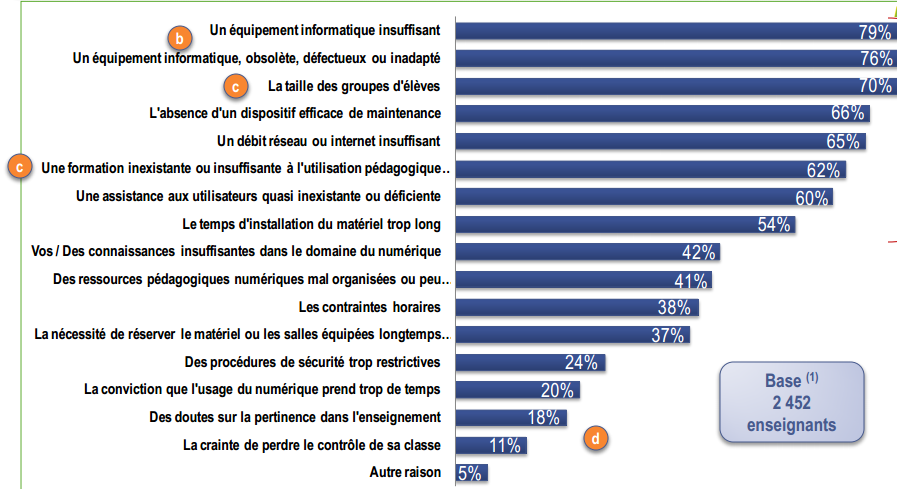 Un équipement informatique insuffisant 79%
b
Un équipement informatique, obsolète, défectueux ou inadapté 76%
c La taille des groupes d'élèves 70%
L'absence d'un dispositif efficace de maintenance 66%
Un débit réseau ou internet insuffisant 65%
c Une formation inexistante ou insuffisante à l'utilisation pédagogique.. 62%
Une assistance aux utilisateurs quasi inexistante ou déficiente 60%
Le temps d'installation du matériel trop long 54%
Vos / Des connaissances insuffisantes dans le domaine du numérique 42%
Des ressources pédagogiques numériques mal organisées ou peu.. 41%
Les contraintes horaires 38%
La nécessité de réserver le matériel ou les salles équipées longtemps.. 37%
Des procédures de sécurité trop restrictives 24%
La conviction que l'usage du numérique prend trop de temps 20%
Des doutes sur la pertinence dans l'enseignement 18%
La crainte de perdre le contrôle de sa classe 11%
d
Autre raison 5%
Base (1)
2 452
enseignants